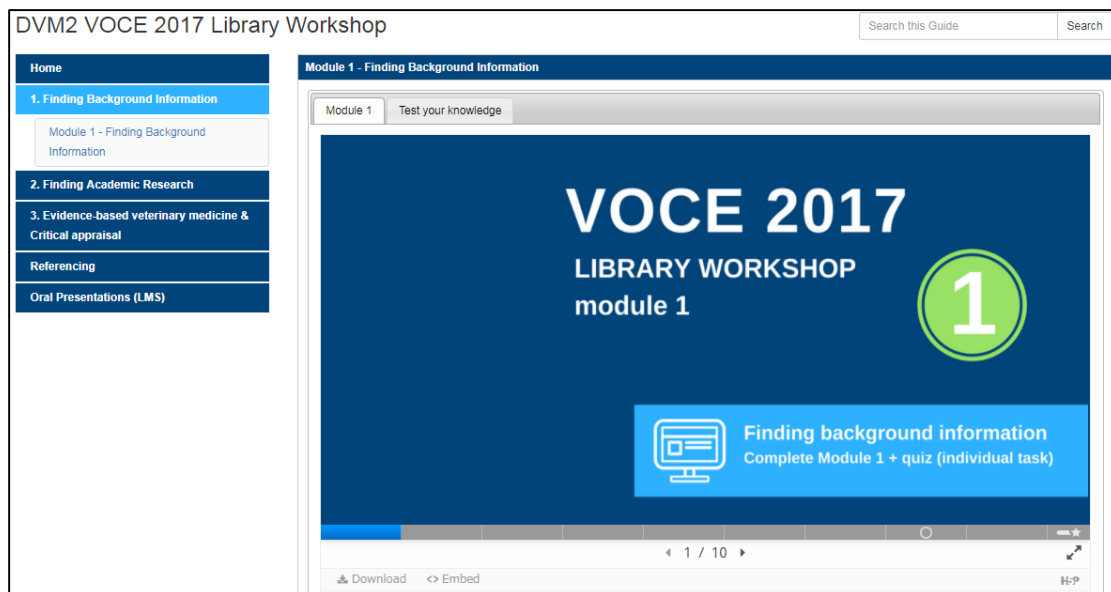 DVM2 VOCE 2017 Library Workshop
Search this Guide
Search
Home
1. Finding Background Information
Module 1 - Finding Background
Information
2. Finding Academic Research
3. Evidence-based veterinary medicine &
Critical appraisal
Referencing
Oral Presentations (LMS)
Module 1 - Finding Background Information
Module 1
Test your knowledge
VOCE 2017
LIBRARY WORKSHOP
module 1
1
Finding background information
Complete Module 1 + quiz (individual task)
1 / 10
Download
<> Embed
H-P